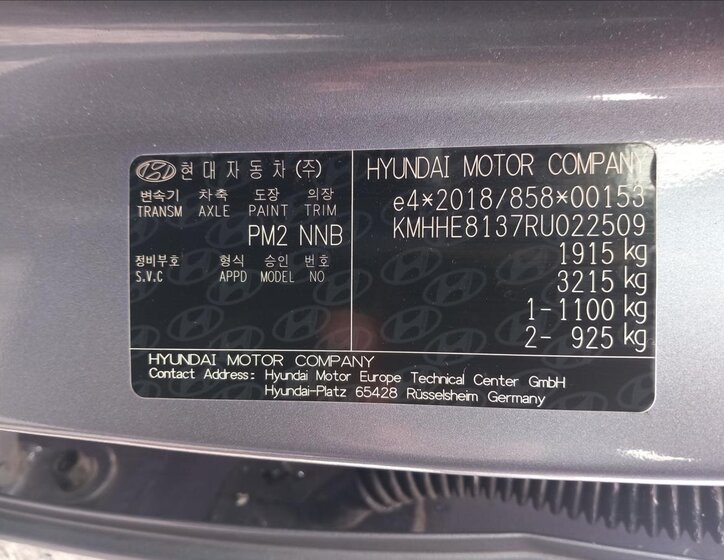 현대자동차(주)
변속기 차축 도장 의장
TRANSM AXLE PAINT TRIM
PM2 NNB
정비부호 형식 승인 번호
S.V.C APPD MODEL NO
HYUNDAI MOTOR COMPANY
e4*2018/858*00153
KMHHE8137RU022509
1915 kg
3215 kg
1-1100 kg
2- 925 kg
HYUNDAI MOTOR COMPANY
Contact Address: Hyundai Motor Europe Technical Center GmbH
Hyundai-Platz 65428 Rüsselsheim Germany